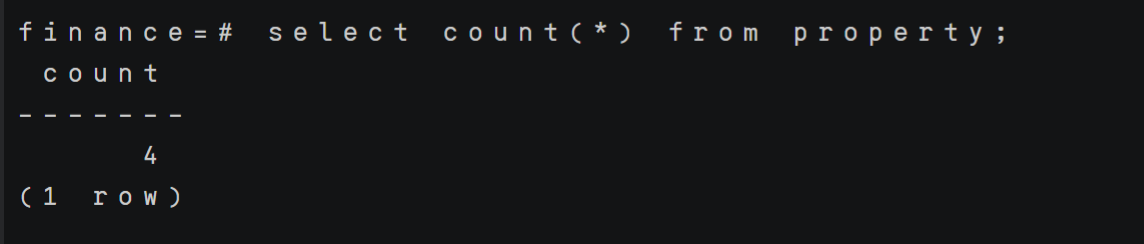 finance=# select count(*) from property;
 count
-------
     4
(1 row)